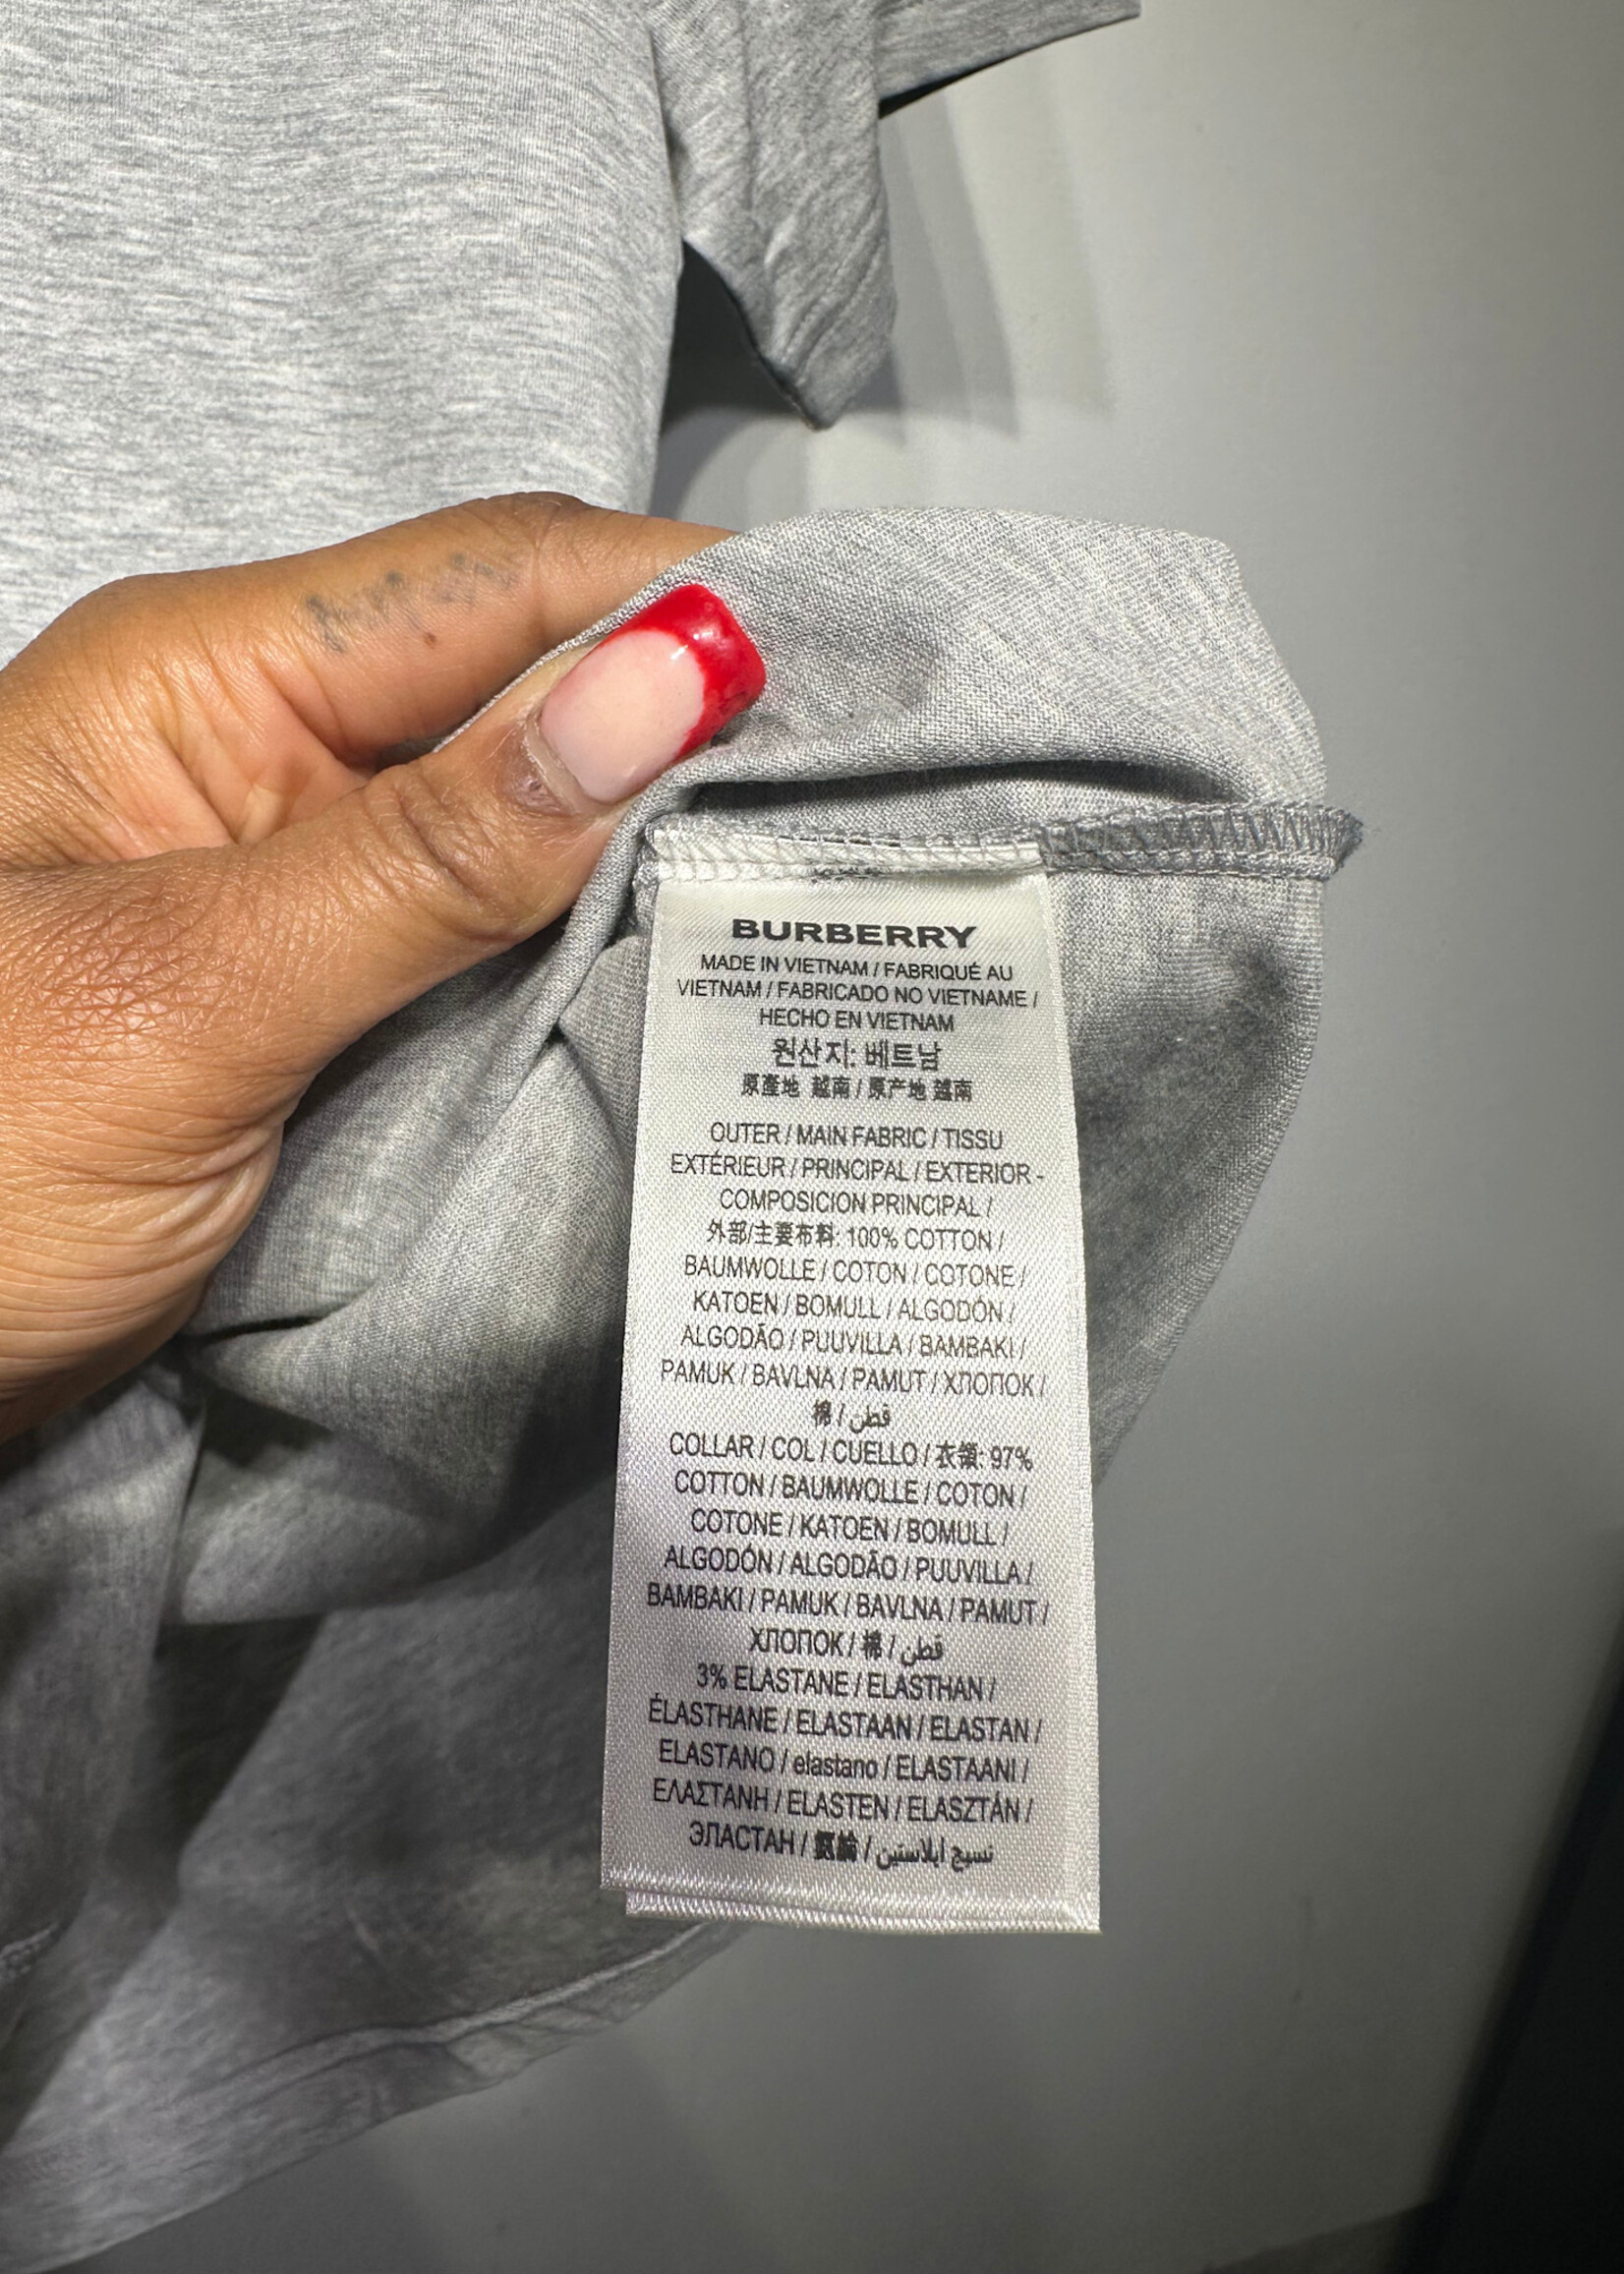 BURBERRY
MADE IN VIETNAM / FABRIQUÉ AU
VIETNAM / FABRICADO NO VIETNAME /
HECHO EN VIETNAM
원산지: 베트남
原產地 越南 / 原产地 越南
OUTER / MAIN FABRIC / TISSU
EXTÉRIEUR / PRINCIPAL / EXTERIOR -
COMPOSICION PRINCIPAL /
外部/主要布料: 100% COTTON /
BAUMWOLLE / COTON / COTONE /
KATOEN / BOMULL / ALGODÓN /
ALGODÃO / PUUVILLA / BAMBAKI /
PAMUK / BAVLNA / PAMUT / ХЛОПОК /
棉 / قطن
COLLAR / COL / CUELLO / 衣領: 97%
COTTON / BAUMWOLLE / COTON /
COTONE / KATOEN / BOMULL /
ALGODÓN / ALGODÃO / PUUVILLA /
BAMBAKI / PAMUK / BAVLNA / PAMUT /
ХЛОПОК / 棉 / قطن
3% ELASTANE / ELASTHAN /
ÉLASTHANE / ELASTAAN / ELASTAN /
ELASTANO / elastano / ELASTAANI /
ΕΛΑΣΤΑΝΗ / ELASTEN / ELASZTÁN /
ЭЛАСТАН / 氨綸 / نسيج ايلاستين